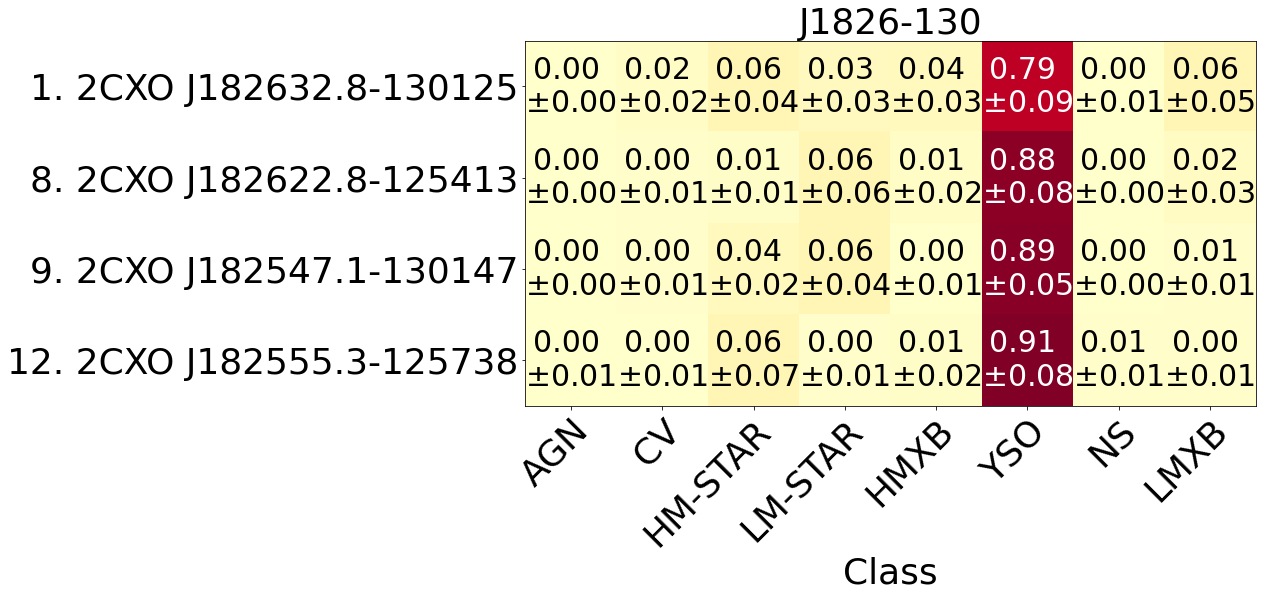 J1826-130
1. 2CXO J182632.8-130125 0.00 0.02 0.06 0.03 0.04 0.79 0.00 0.06
±0.00 ±0.02 ±0.04 ±0.03 ±0.03 ±0.09 ±0.01 ±0.05
8. 2CXO J182622.8-125413 0.00 0.00 0.01 0.06 0.01 0.88 0.00 0.02
±0.00 ±0.01 ±0.01 ±0.06 ±0.02 ±0.08 ±0.00 ±0.03
9. 2CXO J182547.1-130147 0.00 0.00 0.04 0.06 0.00 0.89 0.00 0.01
±0.00 ±0.01 ±0.02 ±0.04 ±0.01 ±0.05 ±0.00 ±0.01
12. 2CXO J182555.3-125738 0.00 0.00 0.06 0.00 0.01 0.91 0.01 0.00
±0.01 ±0.01 ±0.07 ±0.01 ±0.02 ±0.08 ±0.01 ±0.01
AGN CV HM-STAR LM-STAR HMXB YSO NS LMXB
Class